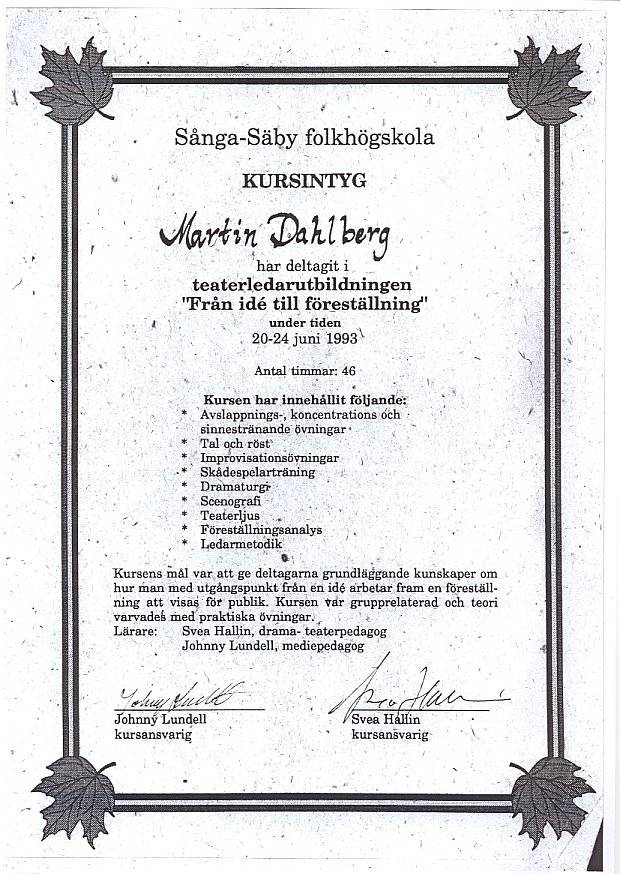 Sånga-Säby folkhögskola
KURSINTYG
Martin Dahlberg
har deltagit i
teaterledarutbildningen
"Från idé till föreställning"
under tiden
20-24 juni 1993
Antal timmar: 46
Kursen har innehållit följande:
* Avslappnings-, koncentrations och
sinnestränande övningar
* Tal och röst
* Improvisationsövningar
* Skådespelarträning
* Dramaturgi
* Scenografi
* Teaterljus
* Föreställningsanalys
* Ledarmetodik
Kursens mål var att ge deltagarna grundläggande kunskaper om
hur man med utgångspunkt från en idé arbetar fram en föreställ-
ning att visas för publik. Kursen var grupprelaterad och teori
varvades med praktiska övningar.
Lärare: Svea Hallin, drama- teaterpedagog
Johnny Lundell, mediepedagog
Johnny Lundell Svea Hallin
kursansvarig kursansvarig